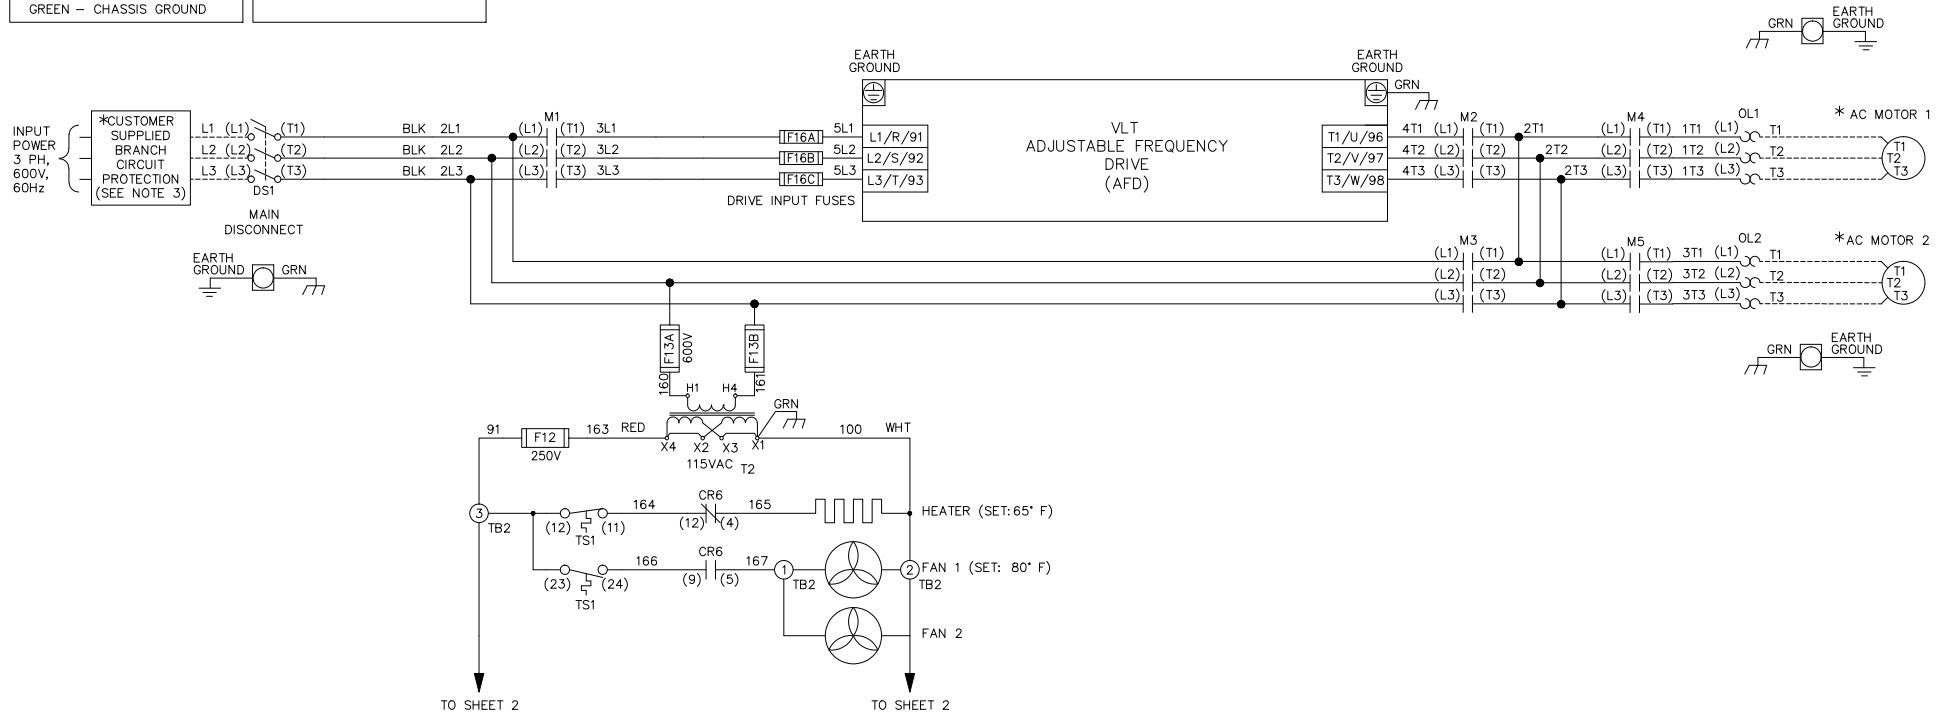 GREEN – CHASSIS GROUND
EARTH
GROUND
GRN
EARTH
GROUND
EARTH
GROUND
GRN
INPUT
POWER
3 PH,
600V,
60Hz
*CUSTOMER
SUPPLIED
BRANCH
CIRCUIT
PROTECTION
(SEE NOTE 3)
L1 (L1) (T1) BLK 2L1 (L1) M1 (T1) 3L1 F16A 5L1 L1/R/91
L2 (L2) (T2) BLK 2L2 (L2) (T2) 3L2 F16B 5L2 L2/S/92
L3 (L3) (T3) BLK 2L3 (L3) (T3) 3L3 F16C 5L3 L3/T/93
DS1
MAIN
DISCONNECT
DRIVE INPUT FUSES
VLT
ADJUSTABLE FREQUENCY
DRIVE
(AFD)
M2 M4 OL1 * AC MOTOR 1
T1/U/96 4T1 (L1) (T1) 2T1 (L1) (T1) 1T1 (L1) T1 T1
T2/V/97 4T2 (L2) (T2) 2T2 (L2) (T2) 1T2 (L2) T2 T2
T3/W/98 4T3 (L3) (T3) 2T3 (L3) (T3) 1T3 (L3) T3 T3
M3 M5 OL2 *AC MOTOR 2
(L1) (T1) (L1) (T1) 3T1 (L1) T1 T1
(L2) (T2) (L2) (T2) 3T2 (L2) T2 T2
(L3) (T3) (L3) (T3) 3T3 (L3) T3 T3
EARTH
GROUND
GRN
GRN
EARTH
GROUND
F13A
600V
F13B
160
161
H1 H4
GRN
91 F12 163 RED
250V
X4 X2 X3 X1
100 WHT
115VAC T2
3
TB2
(12) TS1 (11) 164 CR6 (12) (4) 165
HEATER (SET:65° F)
(23) TS1 (24) 166 CR6 (9) (5) 167 1 TB2
2 TB2
FAN 1 (SET: 80° F)
FAN 2
TO SHEET 2
TO SHEET 2